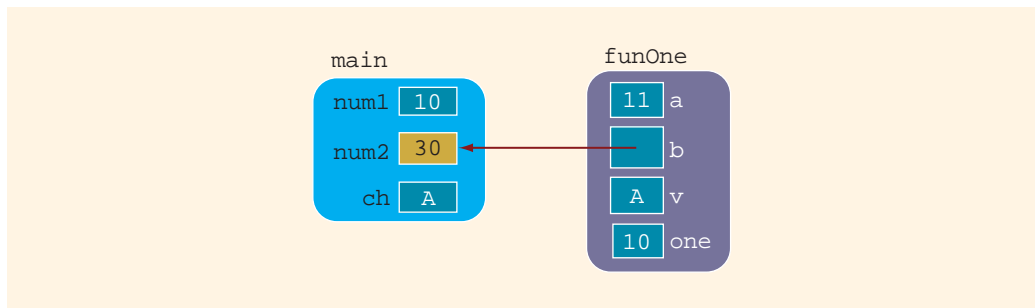 main
num1 10
num2 30
ch A
funOne
11 a
b
A v
10 one